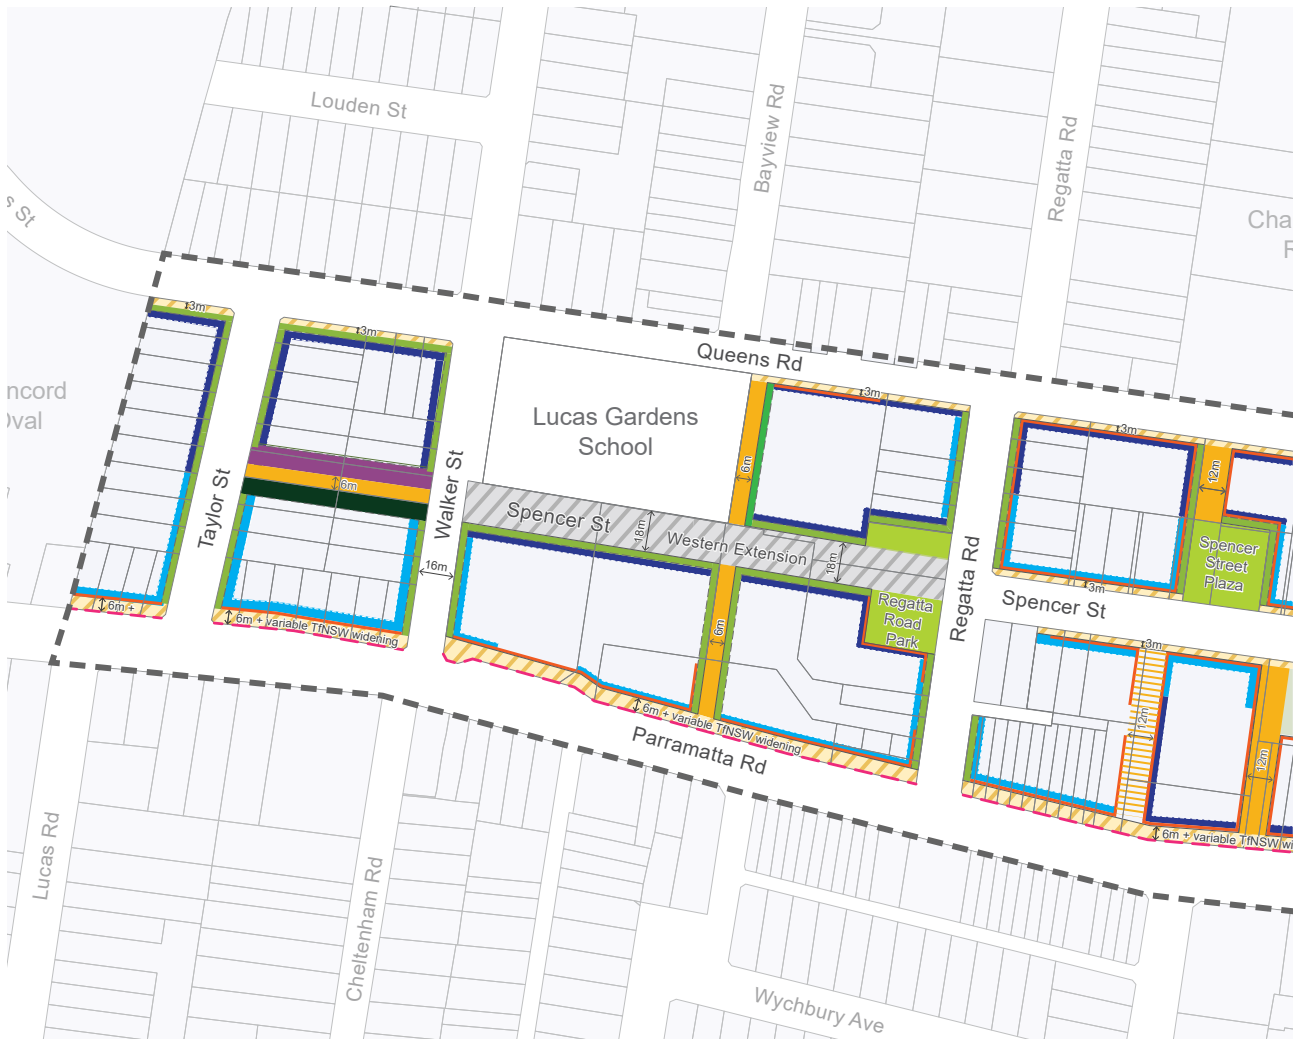 Louden St
Bayview Rd
Regatta Rd
s St
Cha
R
3m
3m
Queens Rd
3m
3m
ncord
Oval
Lucas Gardens
School
6m
12m
Taylor St
6m
Walker St
Spencer St
18m
Western Extension
18m
Regatta Rd
Spencer
Street
Plaza
16m
3m
Spencer St
Regatta
Road
Park
6m +
6m + variable TfNSW widening
6m
3m
12m
12m
6m + variable TfNSW widening
Parramatta Rd
6m + variable TfNSW wi
Lucas Rd
Cheltenham Rd
Wychbury Ave